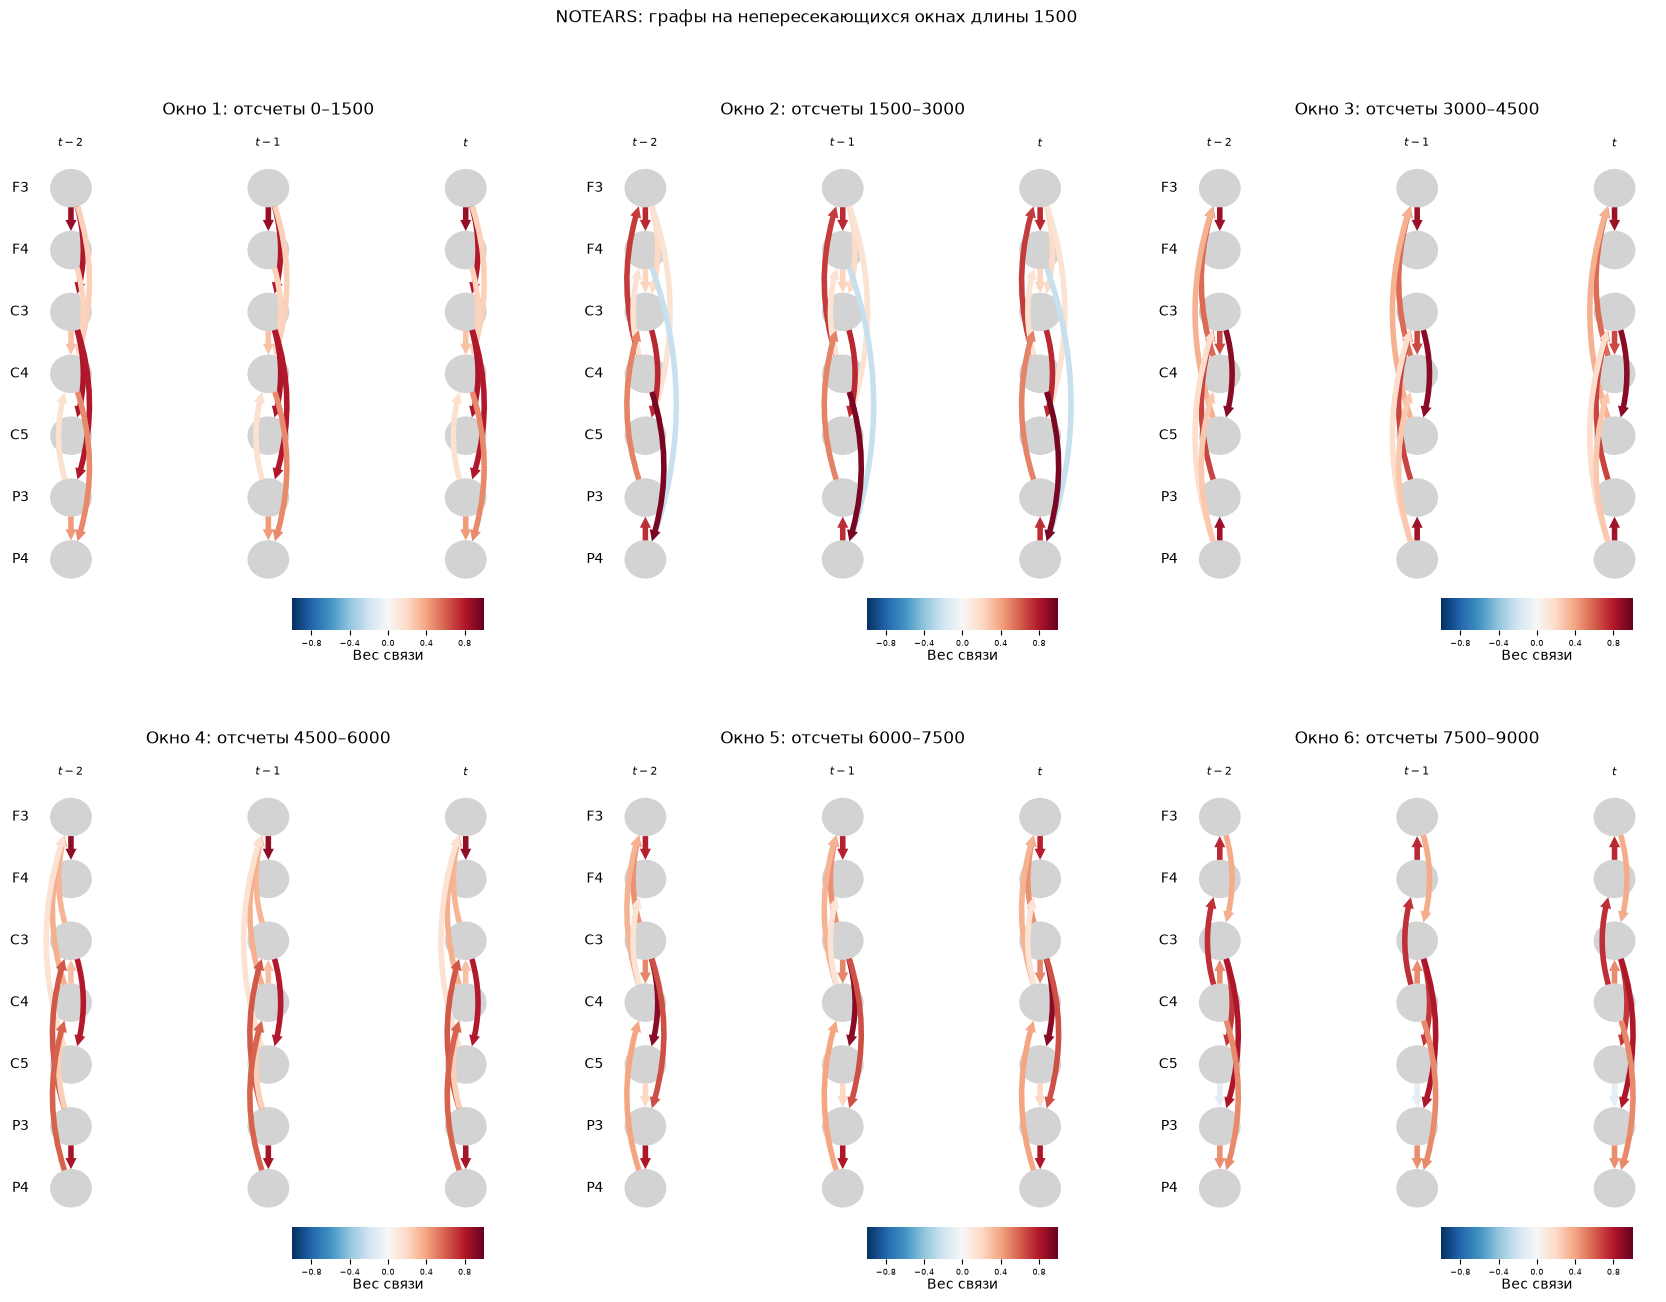 NOTEARS: графы на непересекающихся окнах длины 1500
Окно 1: отсчеты 0–1500
t − 2 t − 1 t
F3
F4
C3
C4
C5
P3
P4
−0.8 −0.4 0.0 0.4 0.8
Вес связи
Окно 2: отсчеты 1500–3000
t − 2 t − 1 t
F3
F4
C3
C4
C5
P3
P4
−0.8 −0.4 0.0 0.4 0.8
Вес связи
Окно 3: отсчеты 3000–4500
t − 2 t − 1 t
F3
F4
C3
C4
C5
P3
P4
−0.8 −0.4 0.0 0.4 0.8
Вес связи
Окно 4: отсчеты 4500–6000
t − 2 t − 1 t
F3
F4
C3
C4
C5
P3
P4
−0.8 −0.4 0.0 0.4 0.8
Вес связи
Окно 5: отсчеты 6000–7500
t − 2 t − 1 t
F3
F4
C3
C4
C5
P3
P4
−0.8 −0.4 0.0 0.4 0.8
Вес связи
Окно 6: отсчеты 7500–9000
t − 2 t − 1 t
F3
F4
C3
C4
C5
P3
P4
−0.8 −0.4 0.0 0.4 0.8
Вес связи